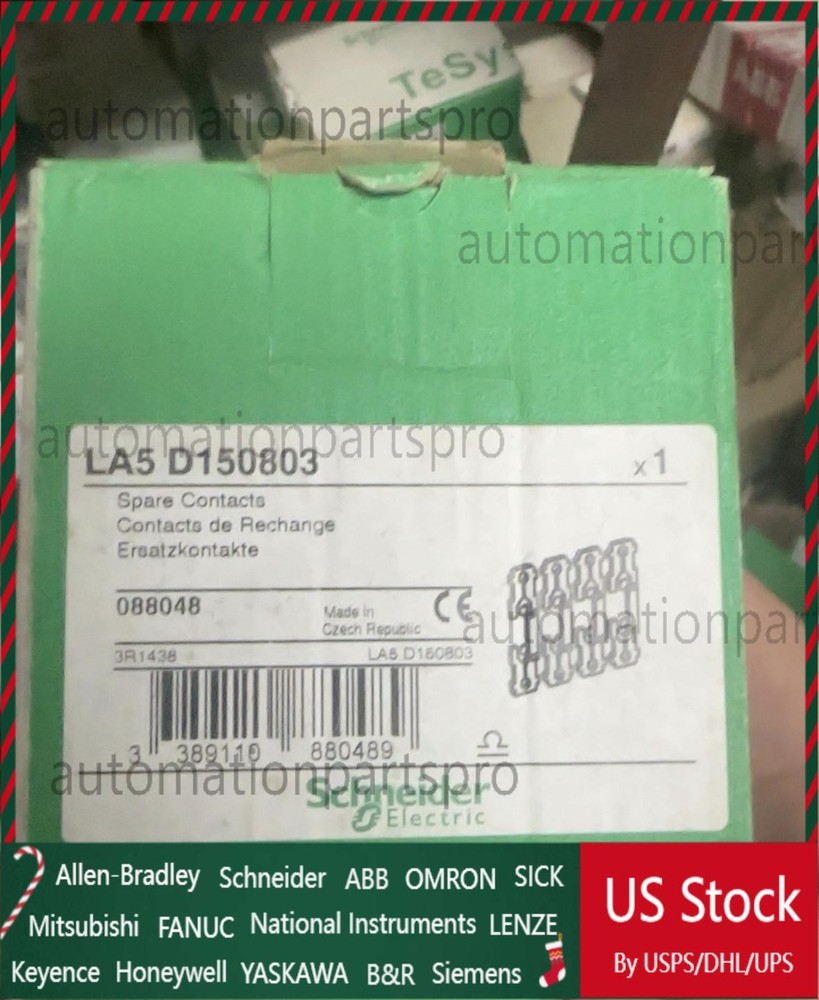 TeSy
ABB
automationpartspro
automationpar
automationpartspro
LA5 D150803
x1
Spare Contacts
Contacts de Rechange
Ersatzkontakte
088048
Made in
Czech Republic
CE
automationpar
3R1438
LA5 D150803
3 389110 880489
automationpartspro
Schneider
Electric
Allen-Bradley Schneider ABB OMRON SICK
Mitsubishi FANUC National Instruments LENZE
Keyence Honeywell YASKAWA B&R Siemens
US Stock
By USPS/DHL/UPS